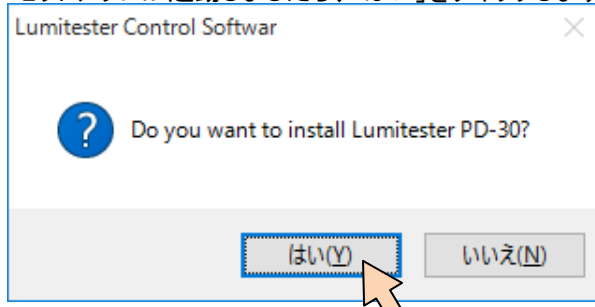 Lumitester Control Softwar
Do you want to install Lumitester PD-30?
はい(Y)
いいえ(N)